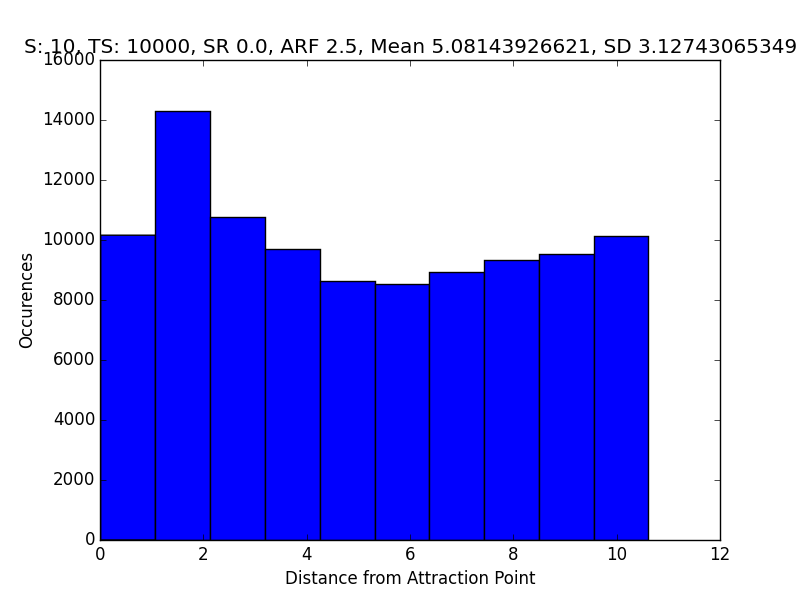 S: 10, TS: 10000, SR 0.0, ARF 2.5, Mean 5.08143926621, SD 3.12743065349
16000
14000
12000
10000
8000
6000
4000
2000
0
Occurences
0 2 4 6 8 10 12
Distance from Attraction Point